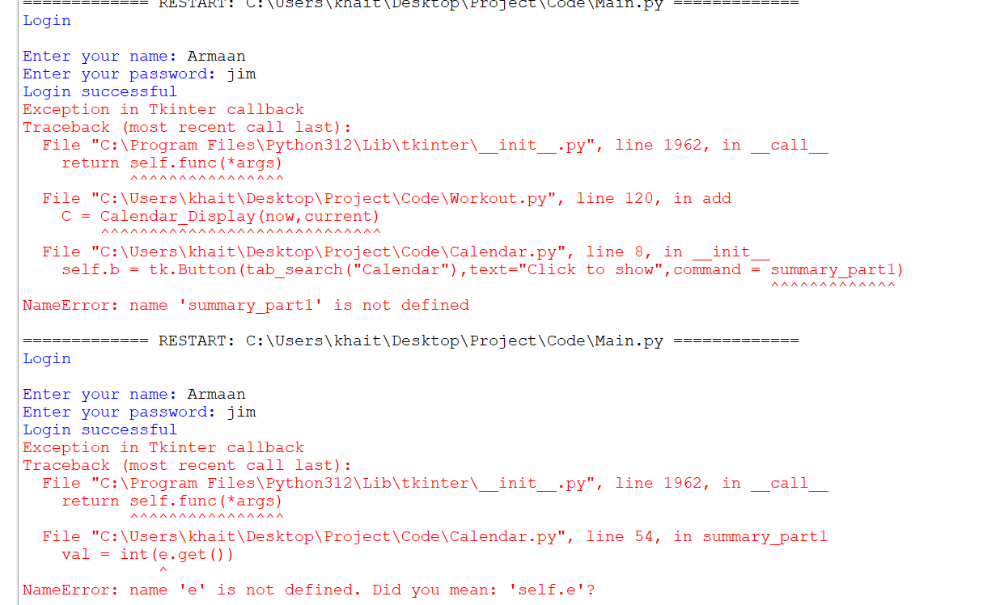 ============= RESTART: C:\Users\khait\Desktop\Project\Code\Main.py =============
Login
Enter your name: Armaan
Enter your password: jim
Login successful
Exception in Tkinter callback
Traceback (most recent call last):
  File "C:\Program Files\Python312\Lib\tkinter\__init__.py", line 1962, in __call__
    return self.func(*args)
           ^^^^^^^^^^^^^^^^
  File "C:\Users\khait\Desktop\Project\Code\Workout.py", line 120, in add
    C = Calendar_Display(now,current)
        ^^^^^^^^^^^^^^^^^^^^^^^^^^^^^
  File "C:\Users\khait\Desktop\Project\Code\Calendar.py", line 8, in __init__
    self.b = tk.Button(tab_search("Calendar"),text="Click to show",command = summary_part1)
                                                                             ^^^^^^^^^^^^^
NameError: name 'summary_part1' is not defined
============= RESTART: C:\Users\khait\Desktop\Project\Code\Main.py =============
Login
Enter your name: Armaan
Enter your password: jim
Login successful
Exception in Tkinter callback
Traceback (most recent call last):
  File "C:\Program Files\Python312\Lib\tkinter\__init__.py", line 1962, in __call__
    return self.func(*args)
           ^^^^^^^^^^^^^^^^
  File "C:\Users\khait\Desktop\Project\Code\Calendar.py", line 54, in summary_part1
    val = int(e.get())
              ^
NameError: name 'e' is not defined. Did you mean: 'self.e'?